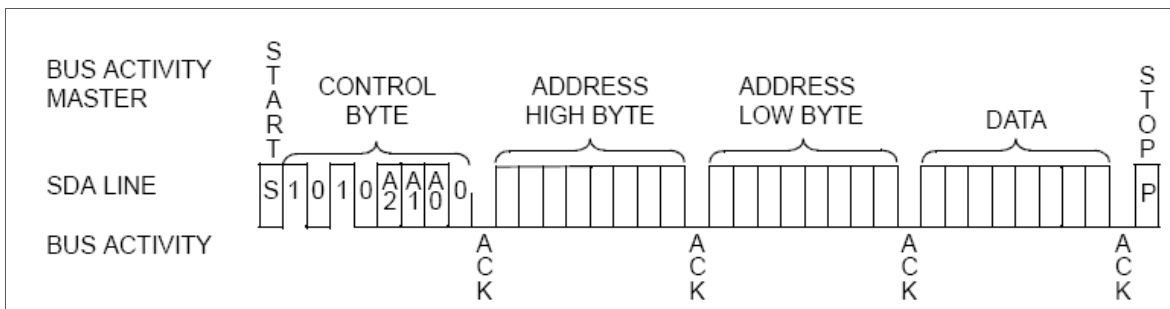 BUS ACTIVITY
MASTER
START
CONTROL
BYTE
ADDRESS
HIGH BYTE
ADDRESS
LOW BYTE
DATA
STOP
SDA LINE
S 1 0 1 0 A2 A1 A0 0
P
BUS ACTIVITY
ACK
ACK
ACK
ACK